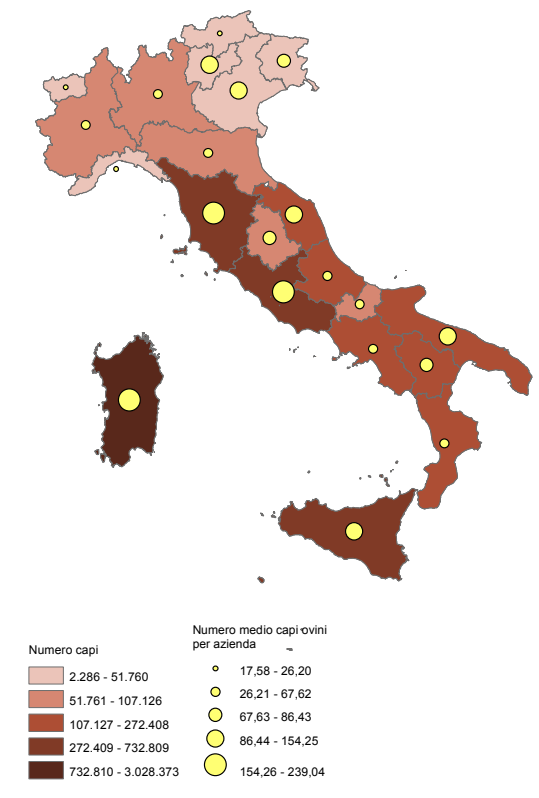 Numero capi
2.286 - 51.760
51.761 - 107.126
107.127 - 272.408
272.409 - 732.809
732.810 - 3.028.373
Numero medio capi ovini
per azienda
17,58 - 26,20
26,21 - 67,62
67,63 - 86,43
86,44 - 154,25
154,26 - 239,04